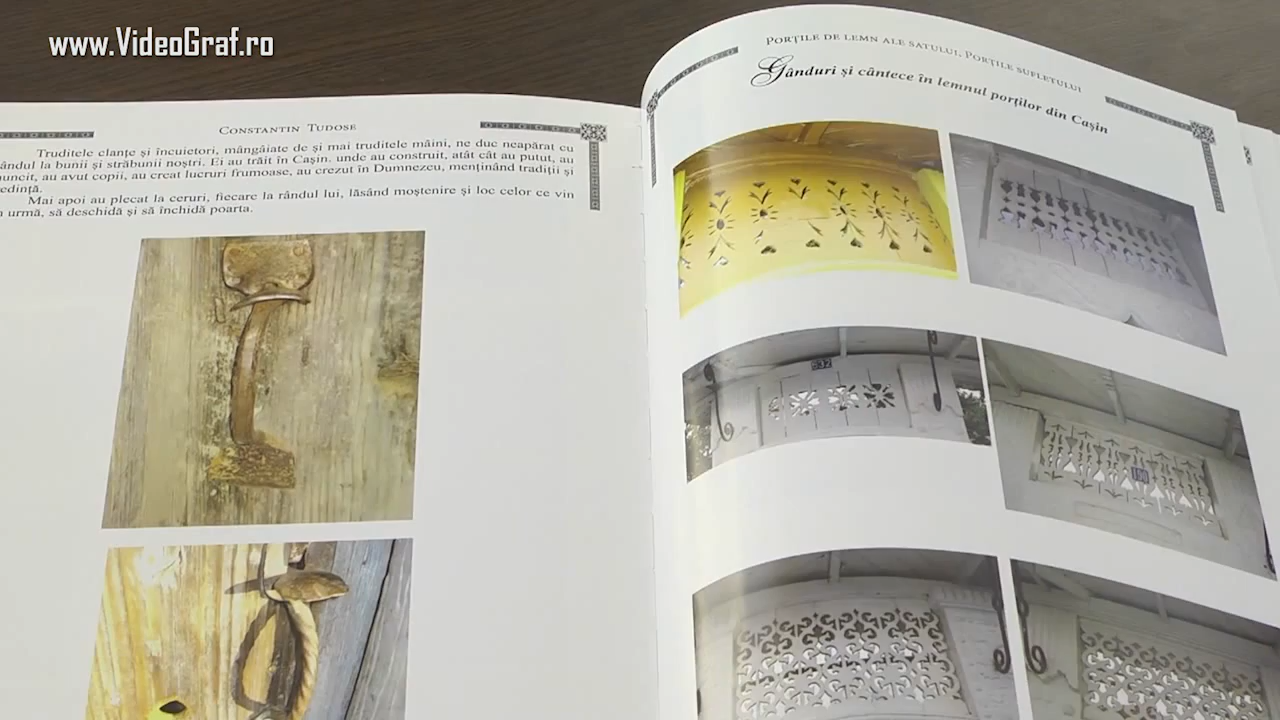 www.VideoGraf.ro
Constantin Tudose
Truditele clanțe și încuietori, mângâiate de și mai truditele mâini, ne duc neapărat cu
gândul la bunii și străbunii noștri. Ei au trăit în Cașin. unde au construit, atât cât au putut, au
muncit, au avut copii, au creat lucruri frumoase, au crezut în Dumnezeu, menținând tradiții și
credință.
Mai apoi au plecat la ceruri, fiecare la rândul lui, lăsând moștenire și loc celor ce vin
în urmă, să deschidă și să închidă poarta.
Porțile de lemn ale satului, Porțile sufletului
Gânduri și cântece în lemnul porților din Cașin
532
190